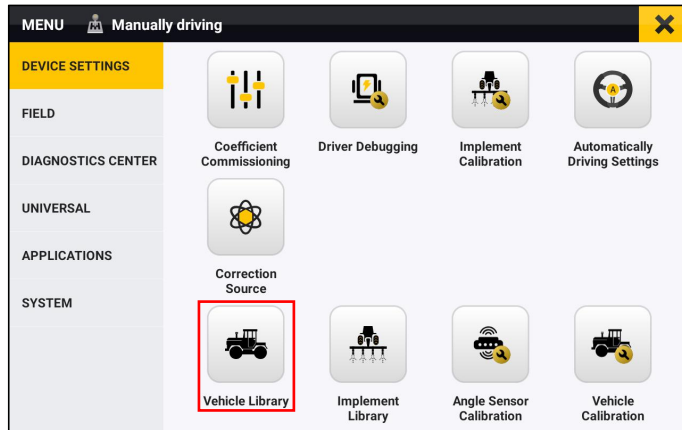 MENU Manually driving
DEVICE SETTINGS
FIELD
DIAGNOSTICS CENTER
UNIVERSAL
APPLICATIONS
SYSTEM
Coefficient
Commissioning
Driver Debugging
Implement
Calibration
A
Automatically
Driving Settings
Correction
Source
Vehicle Library
Implement
Library
Angle Sensor
Calibration
Vehicle
Calibration